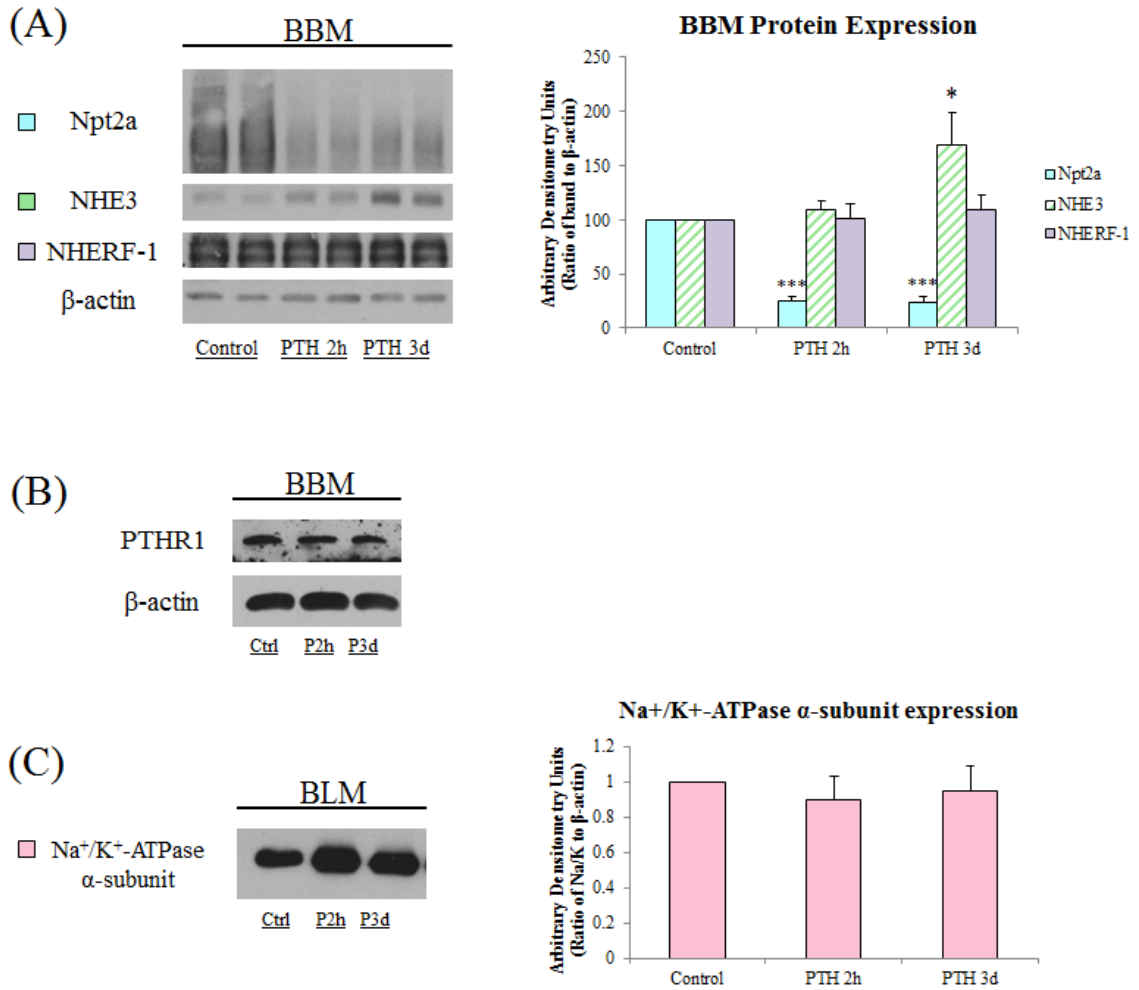 (A)
BBM
Npt2a
NHE3
NHERF-1
β-actin
Control PTH 2h PTH 3d
BBM Protein Expression
Arbitrary Densitometry Units
(Ratio of band to β-actin)
250
200
150
100
50
0
*
***
***
Control
PTH 2h
PTH 3d
Npt2a
NHE3
NHERF-1
(B)
BBM
PTHR1
β-actin
Ctrl P2h P3d
(C)
BLM
Na⁺/K⁺-ATPase
α-subunit
Ctrl P2h P3d
Na+/K+-ATPase α-subunit expression
Arbitrary Densitometry Units
(Ratio of Na/K to β-actin)
1.2
1
0.8
0.6
0.4
0.2
0
Control
PTH 2h
PTH 3d